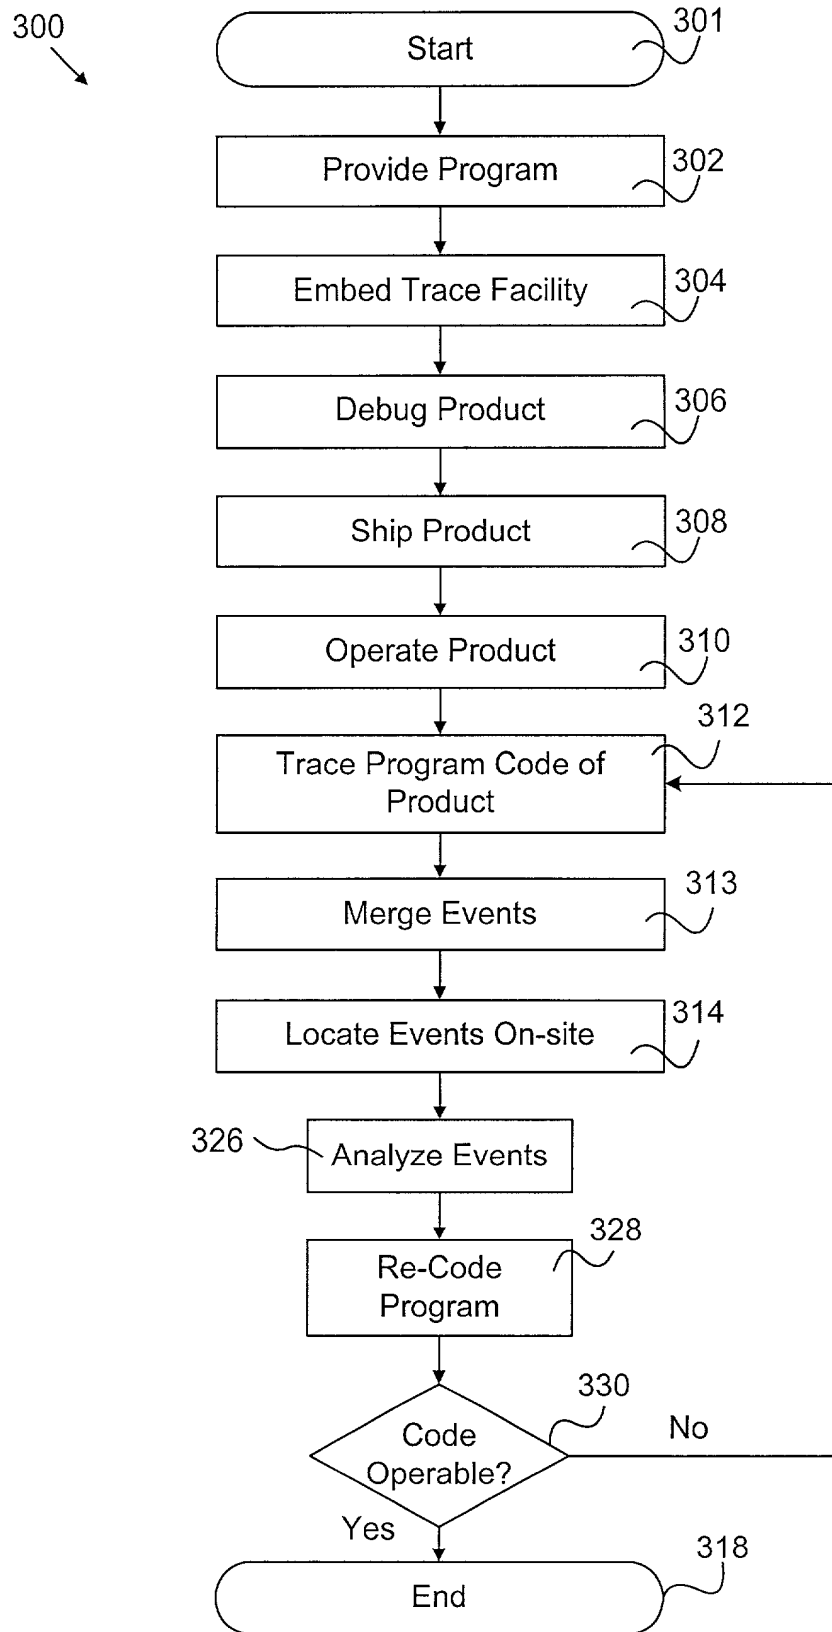 300
301
Start
Provide Program
302
Embed Trace Facility
304
Debug Product
306
Ship Product
308
Operate Product
310
312
Trace Program Code of
Product
313
Merge Events
314
Locate Events On-site
326
Analyze Events
328
Re-Code
Program
330
No
Code
Operable?
Yes
318
End